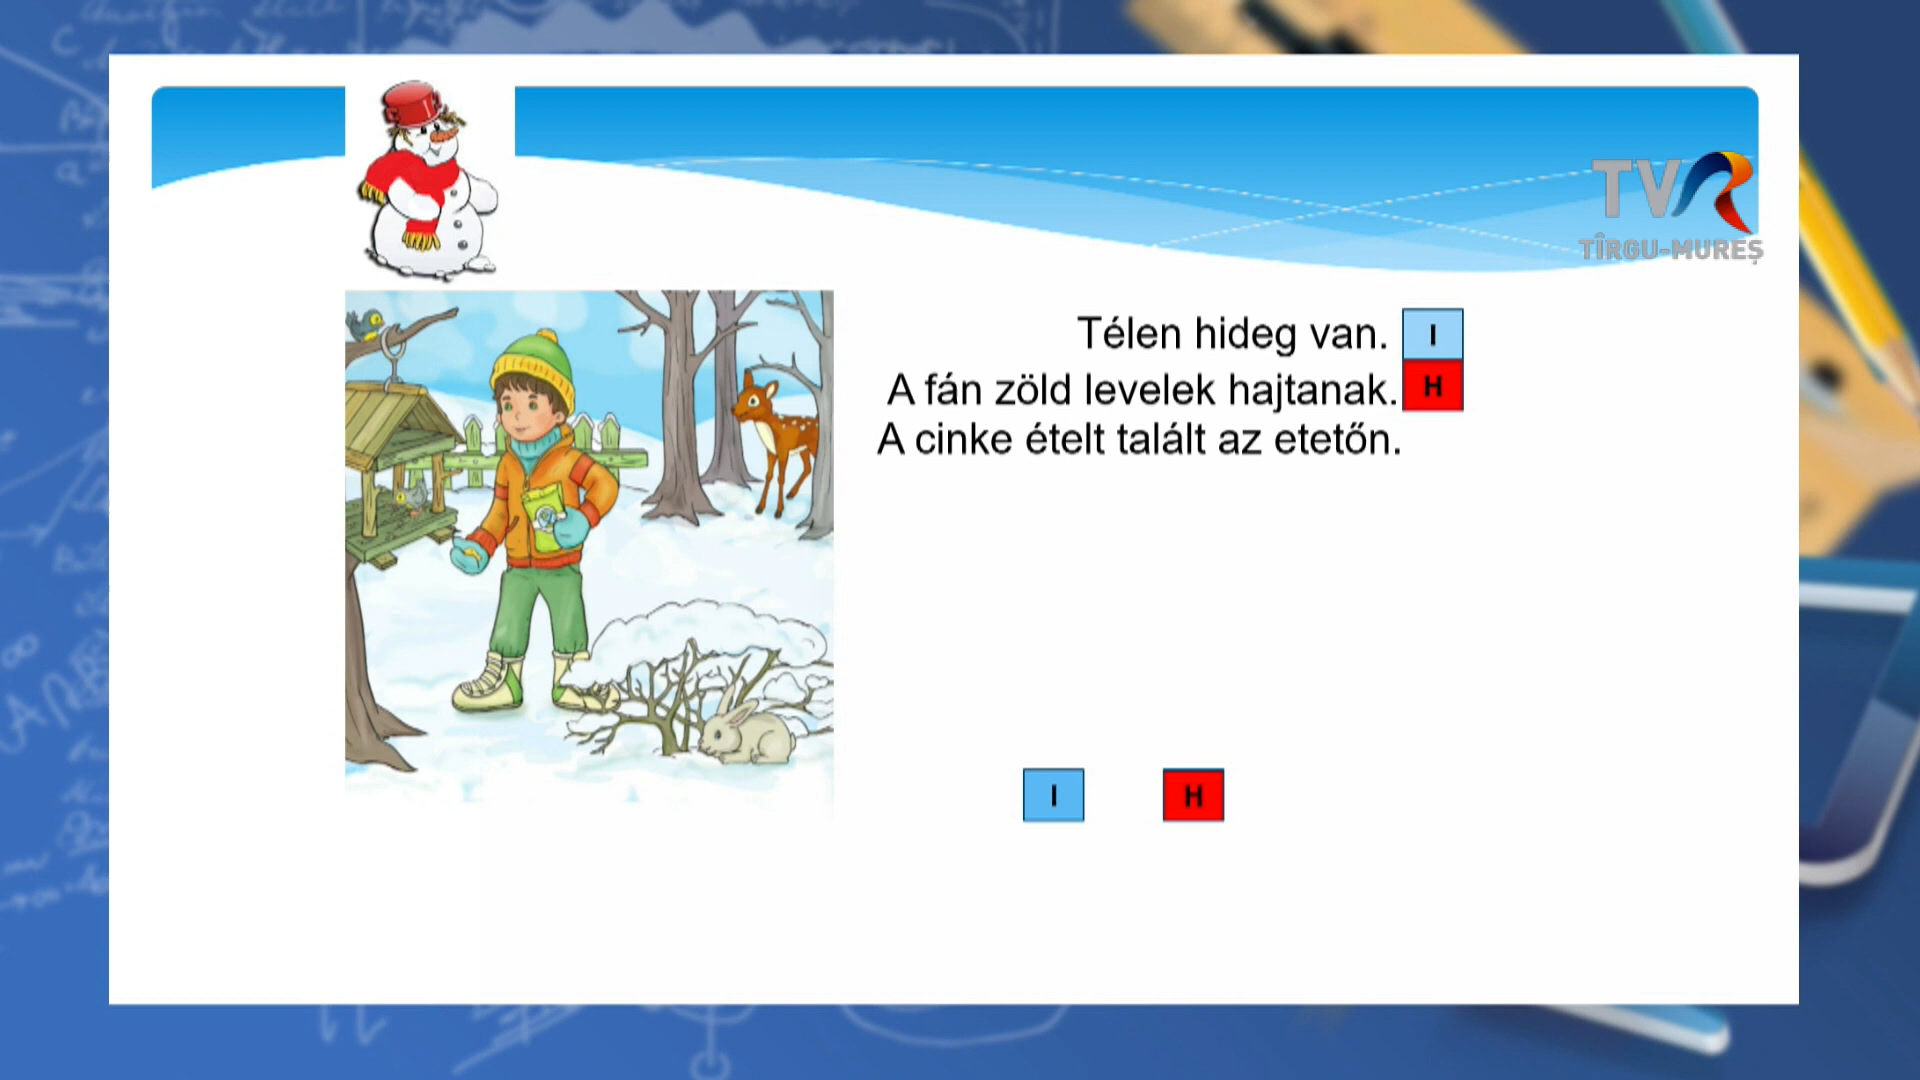 TVR
TÎRGU-MUREȘ
Télen hideg van. I
A fán zöld levelek hajtanak. H
A cinke ételt talált az etetőn.
I H